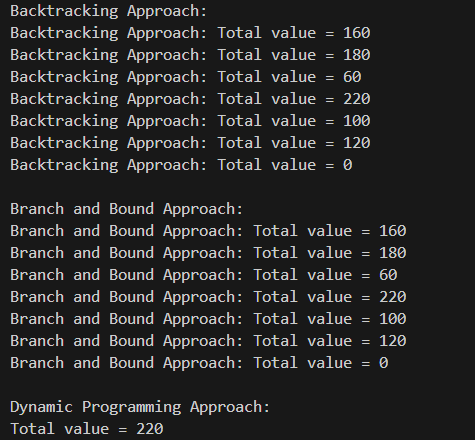 Backtracking Approach:
Backtracking Approach: Total value = 160
Backtracking Approach: Total value = 180
Backtracking Approach: Total value = 60
Backtracking Approach: Total value = 220
Backtracking Approach: Total value = 100
Backtracking Approach: Total value = 120
Backtracking Approach: Total value = 0

Branch and Bound Approach:
Branch and Bound Approach: Total value = 160
Branch and Bound Approach: Total value = 180
Branch and Bound Approach: Total value = 60
Branch and Bound Approach: Total value = 220
Branch and Bound Approach: Total value = 100
Branch and Bound Approach: Total value = 120
Branch and Bound Approach: Total value = 0

Dynamic Programming Approach:
Total value = 220